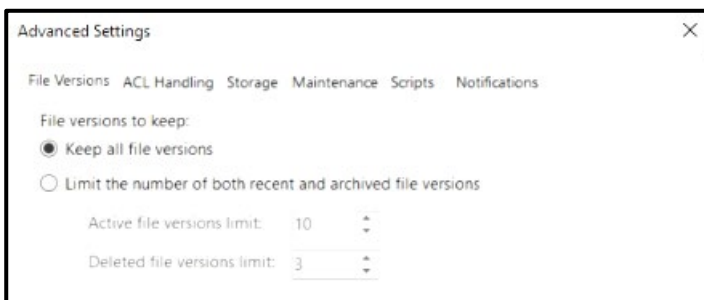 Advanced Settings
File Versions ACL Handling Storage Maintenance Scripts Notifications
File versions to keep:
Keep all file versions
Limit the number of both recent and archived file versions
Active file versions limit: 10
Deleted file versions limit: 3